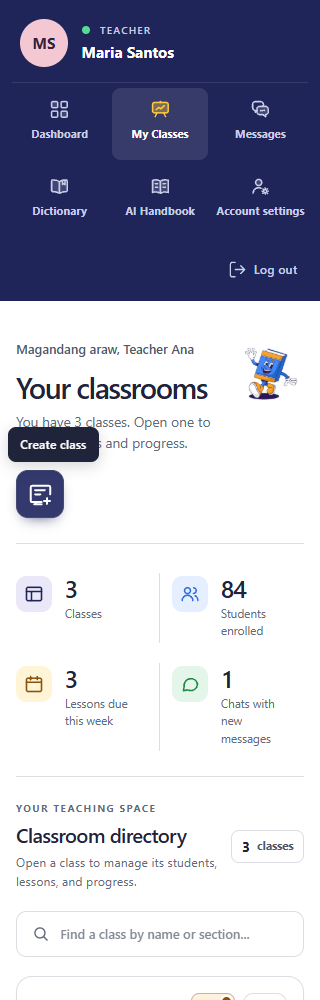 MS
TEACHER
Maria Santos
Dashboard
My Classes
Messages
Dictionary
AI Handbook
Account settings
Log out
Magandang araw, Teacher Ana
Your classrooms
You have 3 classes. Open one to
and progress.
Create class
3
Classes
84
Students
enrolled
3
Lessons due
this week
1
Chats with
new
messages
YOUR TEACHING SPACE
Classroom directory
3 classes
Open a class to manage its students,
lessons, and progress.
Find a class by name or section...